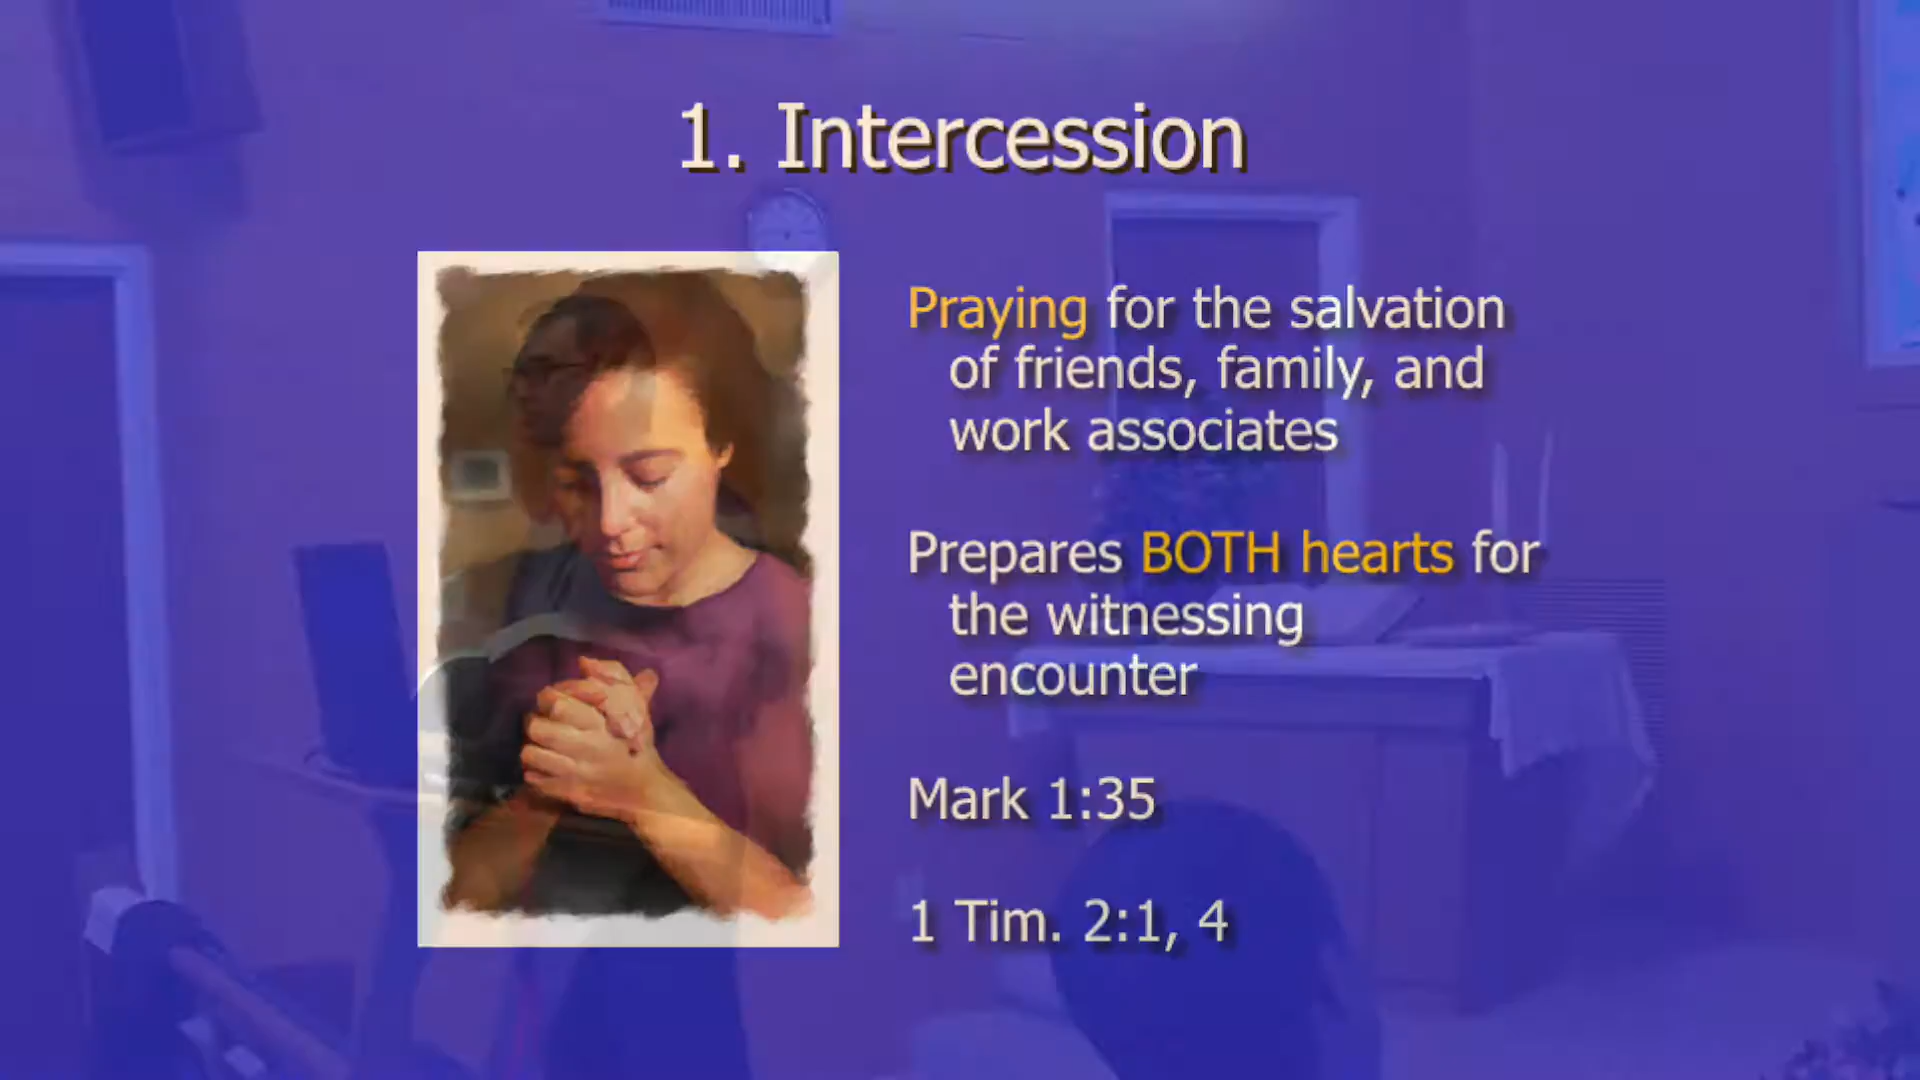 1. Intercession
Praying for the salvation
of friends, family, and
work associates
Prepares BOTH hearts for
the witnessing
encounter
Mark 1:35
1 Tim. 2:1, 4